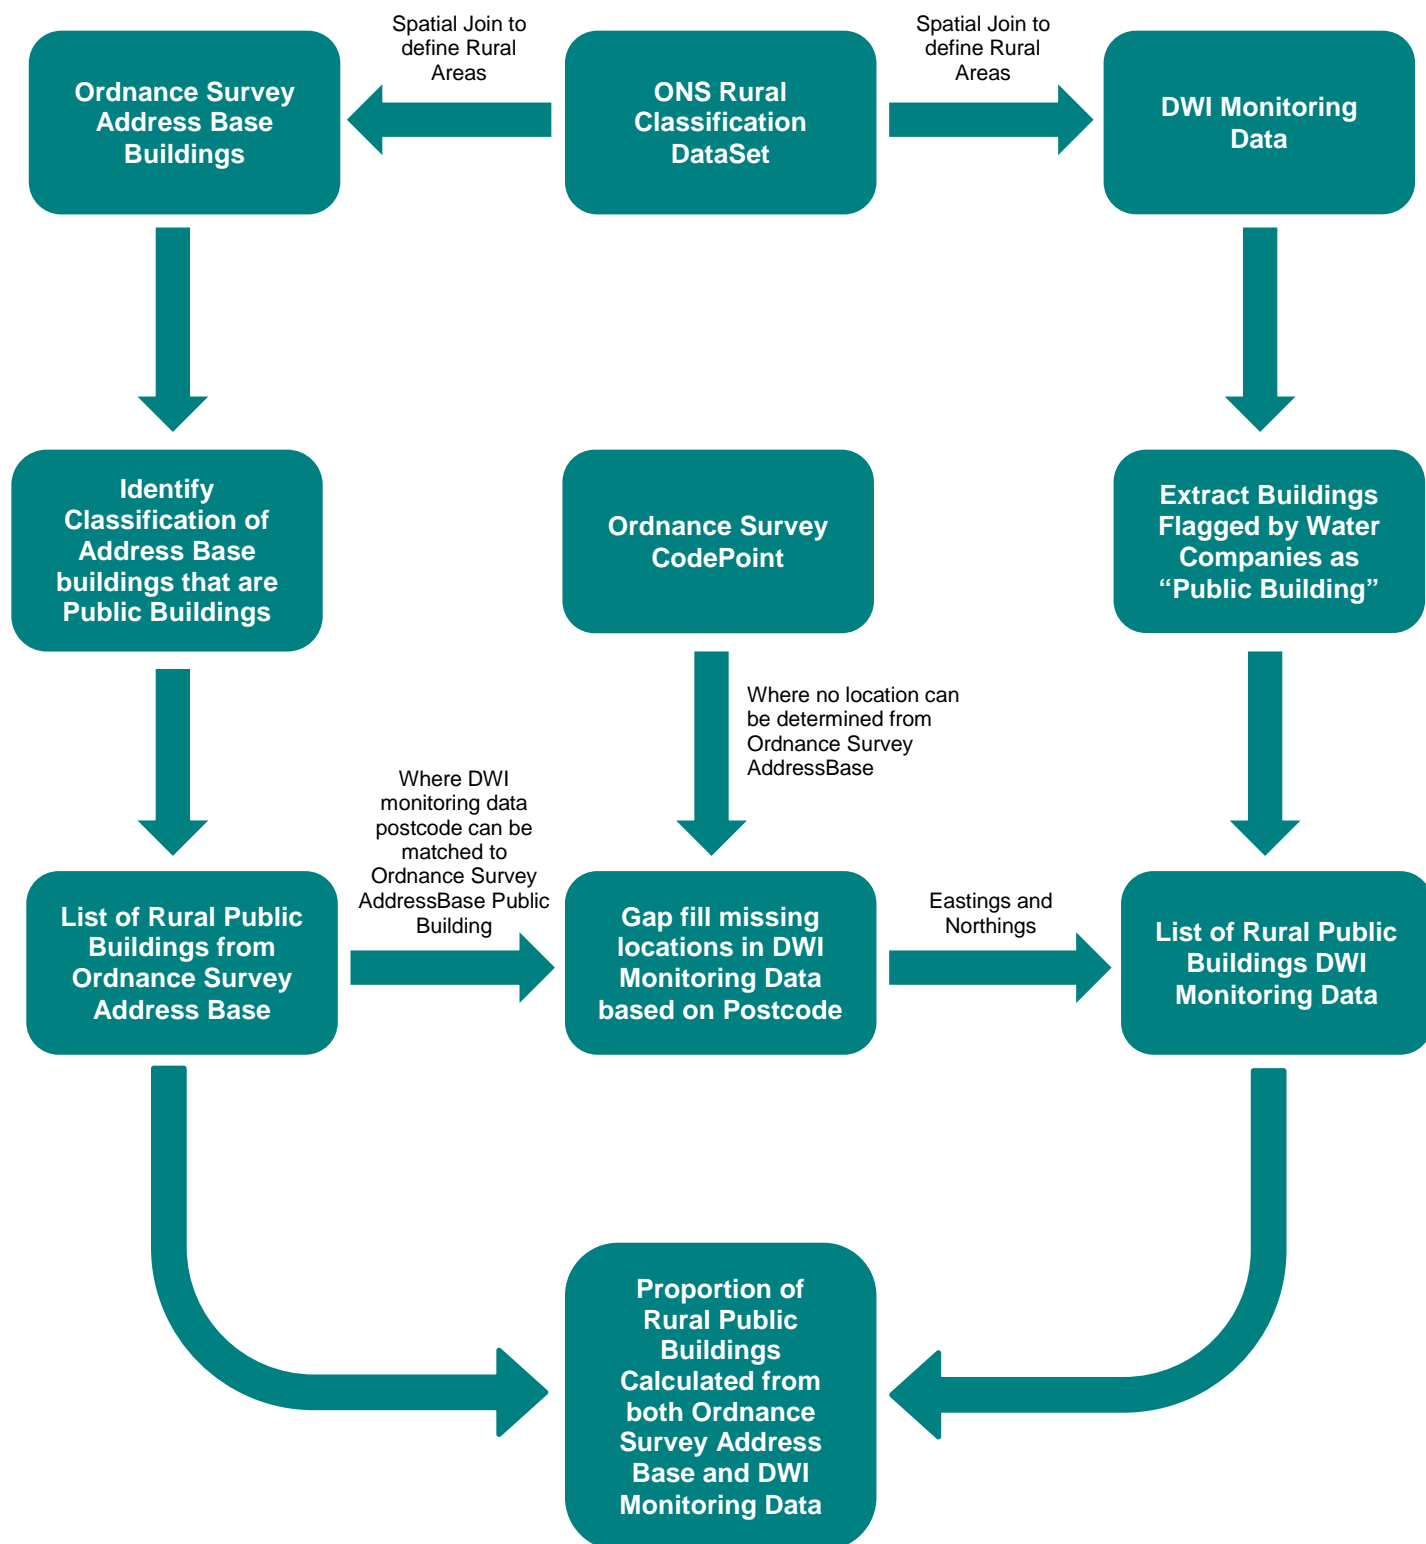 Spatial Join to
define Rural
Areas
Spatial Join to
define Rural
Areas
Ordnance Survey
Address Base
Buildings
ONS Rural
Classification
DataSet
DWI Monitoring
Data
Identify
Classification of
Address Base
buildings that are
Public Buildings
Ordnance Survey
CodePoint
Extract Buildings
Flagged by Water
Companies as
“Public Building”
Where no location can
be determined from
Ordnance Survey
AddressBase
Where DWI
monitoring data
postcode can be
matched to
Ordnance Survey
AddressBase Public
Building
List of Rural Public
Buildings from
Ordnance Survey
Address Base
Gap fill missing
locations in DWI
Monitoring Data
based on Postcode
Eastings and
Northings
List of Rural Public
Buildings DWI
Monitoring Data
Proportion of
Rural Public
Buildings
Calculated from
both Ordnance
Survey Address
Base and DWI
Monitoring Data